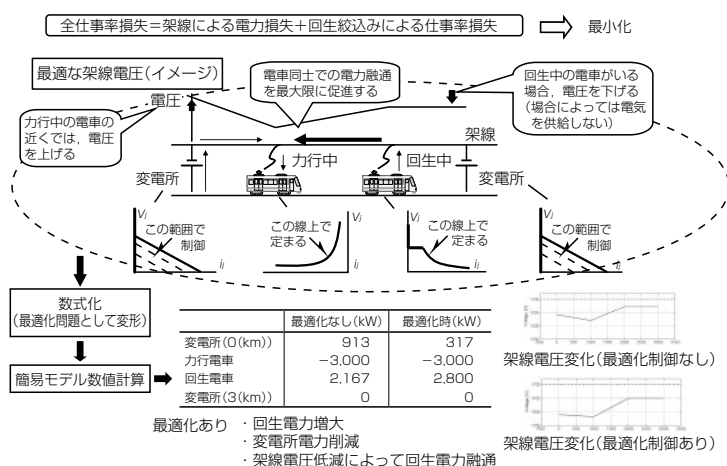 全仕事率損失=架線による電力損失+回生絞込みによる仕事率損失
最小化
最適な架線電圧(イメージ)
電圧
電車同士での電力融通
を最大限に促進する
回生中の電車がいる
場合,電圧を下げる
(場合によっては電気
を供給しない)
力行中の電車の
近くでは,電圧
を上げる
架線
変電所
力行中
回生中
変電所
Vj
この範囲で
制御
ij
この線上で
定まる
Vj
ij
Vj
この線上で
定まる
ij
Vj
この範囲で
制御
ij
数式化
(最適化問題として変形)
簡易モデル数値計算
最適化なし(kW) 最適化時(kW)
変電所(0(km)) 913 317
力行電車 −3,000 −3,000
回生電車 2,167 2,800
変電所(3(km)) 0 0
架線電圧変化(最適化制御なし)
架線電圧変化(最適化制御あり)
最適化あり ・回生電力増大
・変電所電力削減
・架線電圧低減によって回生電力融通